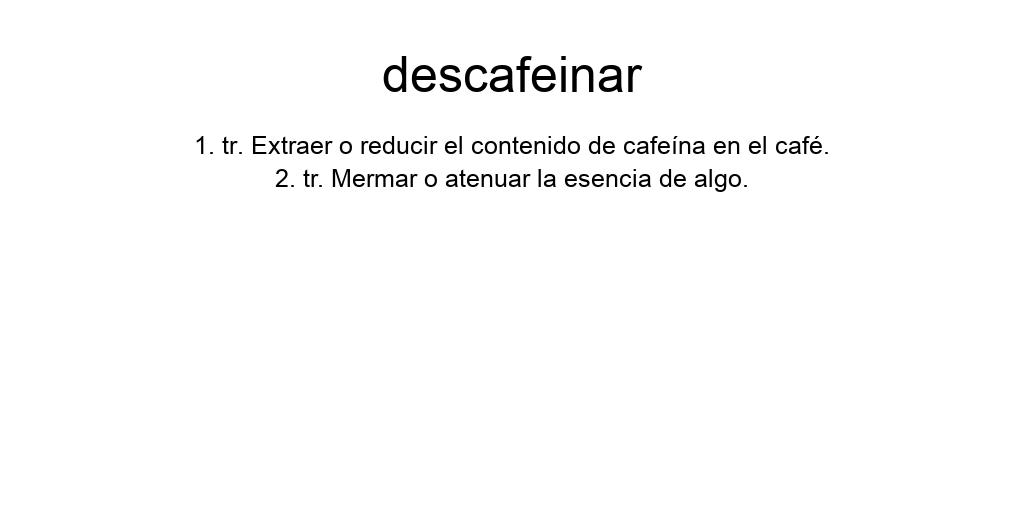 descafeinar
1. tr. Extraer o reducir el contenido de cafeína en el café.
2. tr. Mermar o atenuar la esencia de algo.